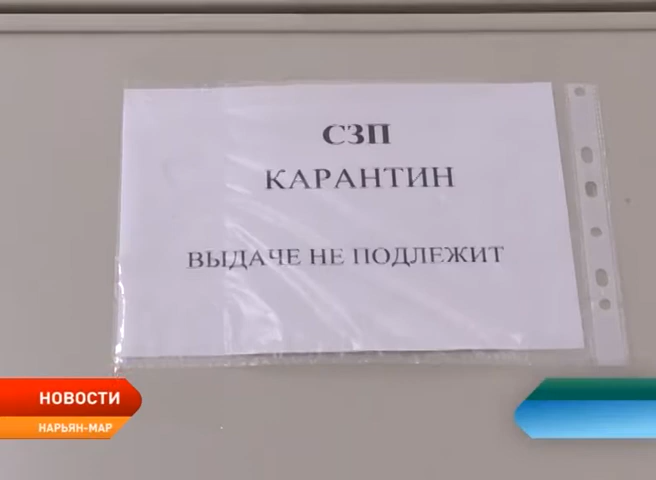 СЗП
КАРАНТИН
ВЫДАЧЕ НЕ ПОДЛЕЖИТ
НОВОСТИ
НАРЬЯН-МАР